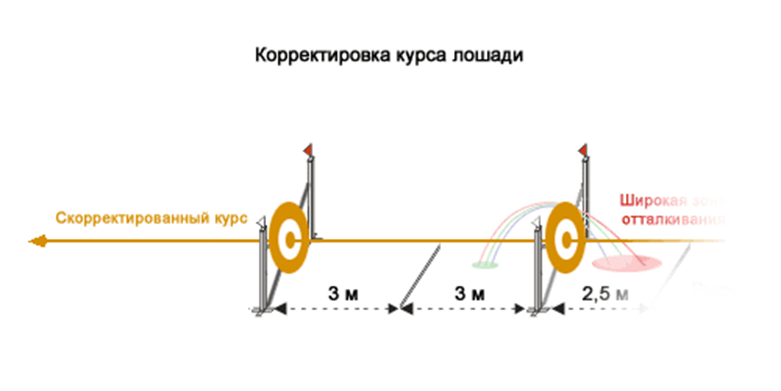 Корректировка курса лошади
Широкая
отталкивания
Скорректированный курс
3 м
3 м
2,5 м